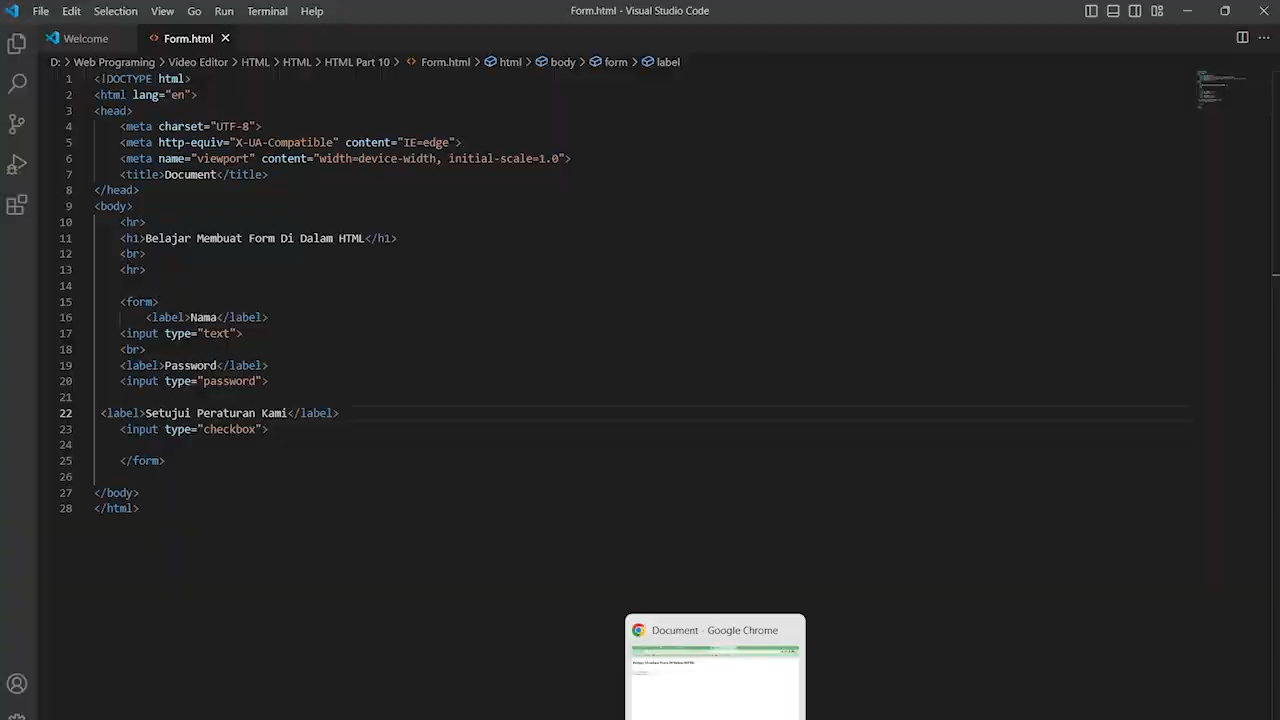 File Edit Selection View Go Run Terminal Help Form.html - Visual Studio Code
Welcome Form.html
D: > Web Programing > Video Editor > HTML > HTML > HTML Part 10 > Form.html > html > body > form > label
1 <!DOCTYPE html>
2 <html lang="en">
3 <head>
4 <meta charset="UTF-8">
5 <meta http-equiv="X-UA-Compatible" content="IE=edge">
6 <meta name="viewport" content="width=device-width, initial-scale=1.0">
7 <title>Document</title>
8 </head>
9 <body>
10 <hr>
11 <h1>Belajar Membuat Form Di Dalam HTML</h1>
12 <br>
13 <hr>
14
15 <form>
16 <label>Nama</label>
17 <input type="text">
18 <br>
19 <label>Password</label>
20 <input type="password">
21
22 <label>Setujui Peraturan Kami</label>
23 <input type="checkbox">
24
25 </form>
26
27 </body>
28 </html>
Document - Google Chrome